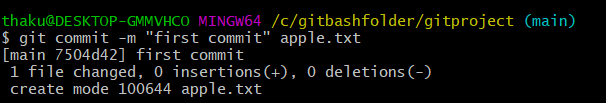 thaku@DESKTOP-GMMVHCO MINGW64 /c/gitbashfolder/gitproject (main)
$ git commit -m "first commit" apple.txt
[main 7504d42] first commit
 1 file changed, 0 insertions(+), 0 deletions(-)
 create mode 100644 apple.txt